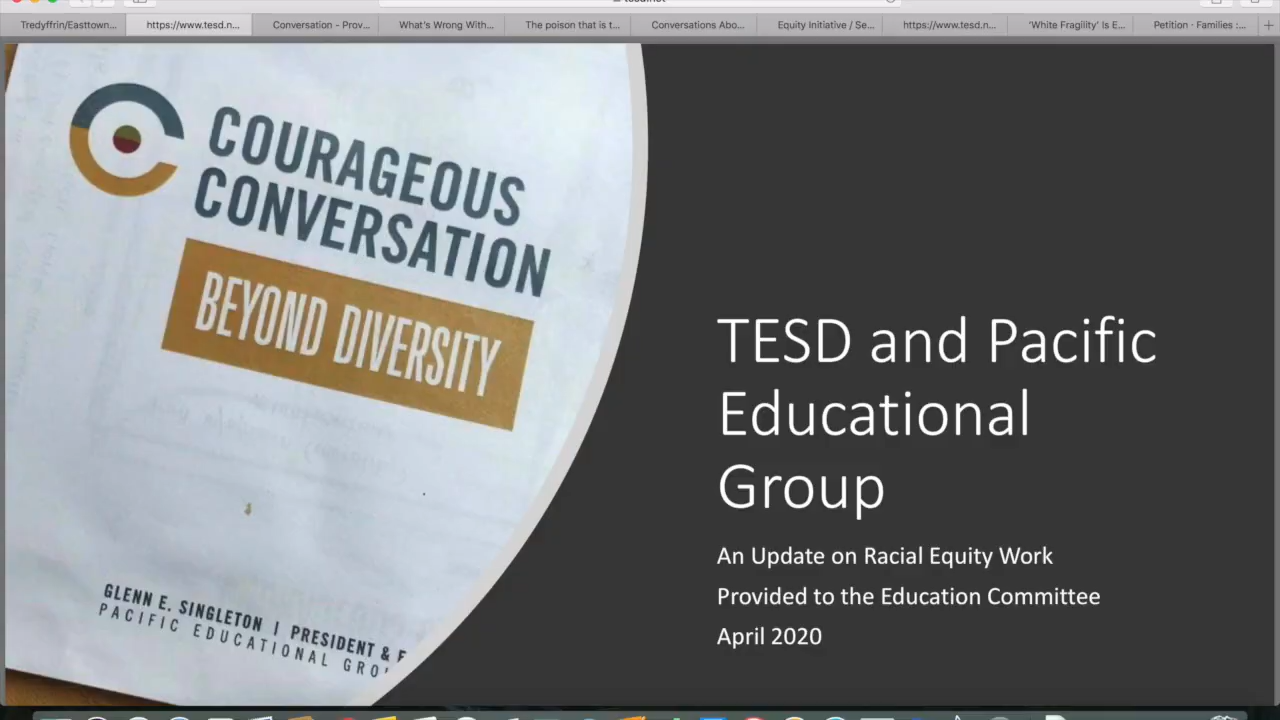 tesd.net
Tredyffrin/Easttown...
https://www.tesd.n...
Conversation - Prov...
What's Wrong With...
The poison that is t...
Conversations Abo...
Equity Initiative / Se...
https://www.tesd.n...
'White Fragility' Is E...
Petition · Families :...
COURAGEOUS
CONVERSATION
BEYOND DIVERSITY
GLENN E. SINGLETON | PRESIDENT &
PACIFIC EDUCATIONAL
TESD and Pacific
Educational
Group
An Update on Racial Equity Work
Provided to the Education Committee
April 2020